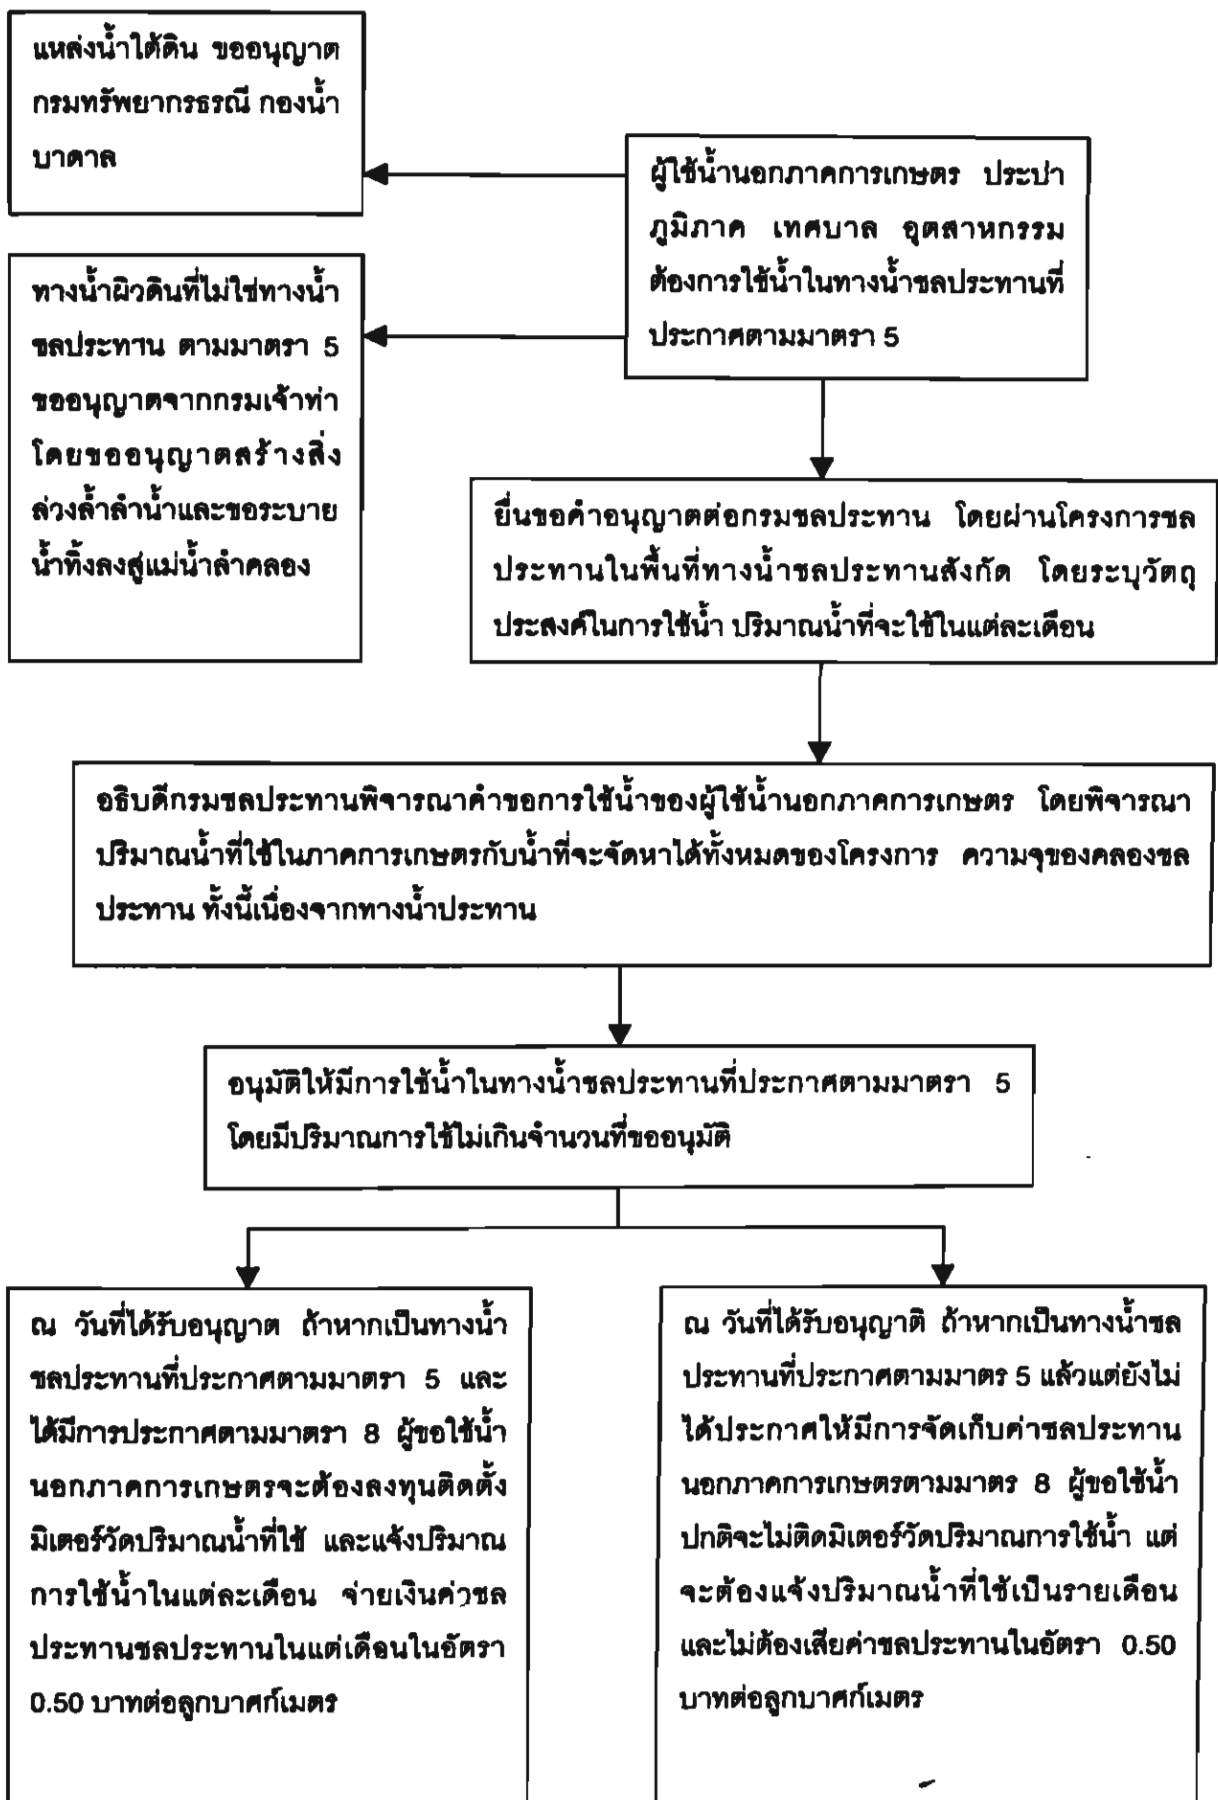 แหล่งน้ำใต้ดิน ขออนุญาต
กรมทรัพยากรธรณี กองน้ำ
บาดาล
ผู้ใช้น้ำนอกภาคการเกษตร ประปา
ภูมิภาค เทศบาล อุตสาหกรรม
ต้องการใช้น้ำในทางน้ำชลประทานที่
ประกาศตามมาตรา 5
ทางน้ำผิวดินที่ไม่ใช่ทางน้ำ
ชลประทาน ตามมาตรา 5
ขออนุญาตจากกรมเจ้าท่า
โดยขออนุญาตสร้างสิ่ง
ล่วงล้ำลำน้ำและขอระบาย
น้ำทิ้งลงสู่แม่น้ำลำคลอง
ยื่นขอคำอนุญาตต่อกรมชลประทาน โดยผ่านโครงการชล
ประทานในพื้นที่ทางน้ำชลประทานสังกัด โดยระบุวัตถุ
ประสงค์ในการใช้น้ำ ปริมาณน้ำที่จะใช้ในแต่ละเดือน
อธิบดีกรมชลประทานพิจารณาคำขอการใช้น้ำของผู้ใช้น้ำนอกภาคการเกษตร โดยพิจารณา
ปริมาณน้ำที่ใช้ในภาคการเกษตรกับน้ำที่จะจัดหาได้ทั้งหมดของโครงการ ความจุของคลองชล
ประทาน ทั้งนี้เนื่องจากทางน้ำประทาน
อนุมัติให้มีการใช้น้ำในทางน้ำชลประทานที่ประกาศตามมาตรา 5
โดยมีปริมาณการใช้ไม่เกินจำนวนที่ขออนุมัติ
ณ วันที่ได้รับอนุญาต ถ้าหากเป็นทางน้ำ
ชลประทานที่ประกาศตามมาตรา 5 และ
ได้มีการประกาศตามมาตรา 8 ผู้ขอใช้น้ำ
นอกภาคการเกษตรจะต้องลงทุนติดตั้ง
มิเตอร์วัดปริมาณน้ำที่ใช้ และแจ้งปริมาณ
การใช้น้ำในแต่ละเดือน จ่ายเงินค่าชล
ประทานชลประทานในแต่เดือนในอัตรา
0.50 บาทต่อลูกบาศก์เมตร
ณ วันที่ได้รับอนุญาติ ถ้าหากเป็นทางน้ำชล
ประทานที่ประกาศตามมาตร 5 แล้วแต่ยังไม่
ได้ประกาศให้มีการจัดเก็บค่าชลประทาน
นอกภาคการเกษตรตามมาตร 8 ผู้ขอใช้น้ำ
ปกติจะไม่ติดมิเตอร์วัดปริมาณการใช้น้ำ แต่
จะต้องแจ้งปริมาณน้ำที่ใช้เป็นรายเดือน
และไม่ต้องเสียค่าชลประทานในอัตรา 0.50
บาทต่อลูกบาศก์เมตร